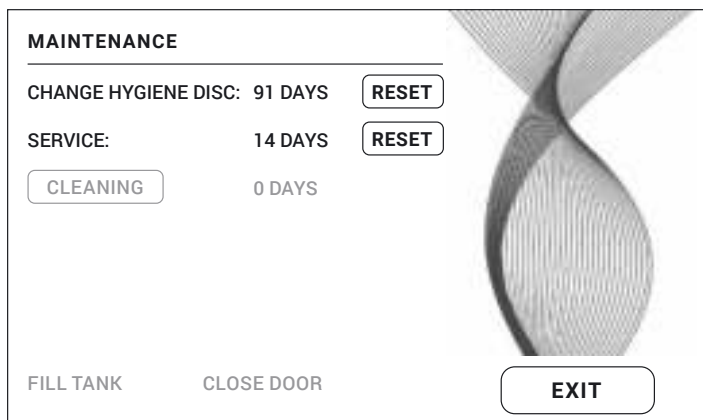 MAINTENANCE
CHANGE HYGIENE DISC: 91 DAYS RESET
SERVICE: 14 DAYS RESET
CLEANING 0 DAYS
FILL TANK CLOSE DOOR EXIT